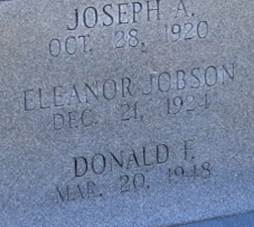 JOSEPH A.
OCT. 28, 1920
ELEANOR JOBSON
DEC. 21, 1924
DONALD F.
MAR. 20, 1948